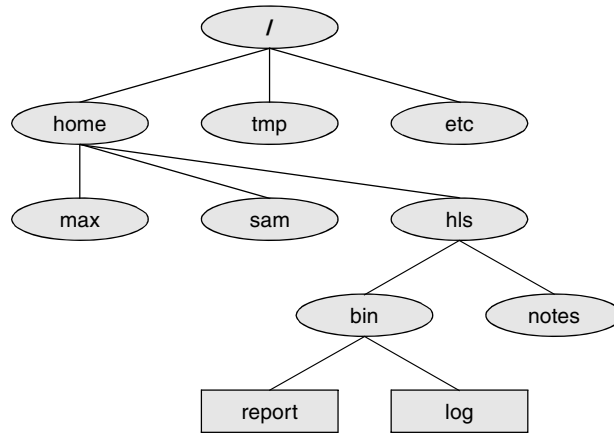 /
home tmp etc
max sam hls
bin notes
report log